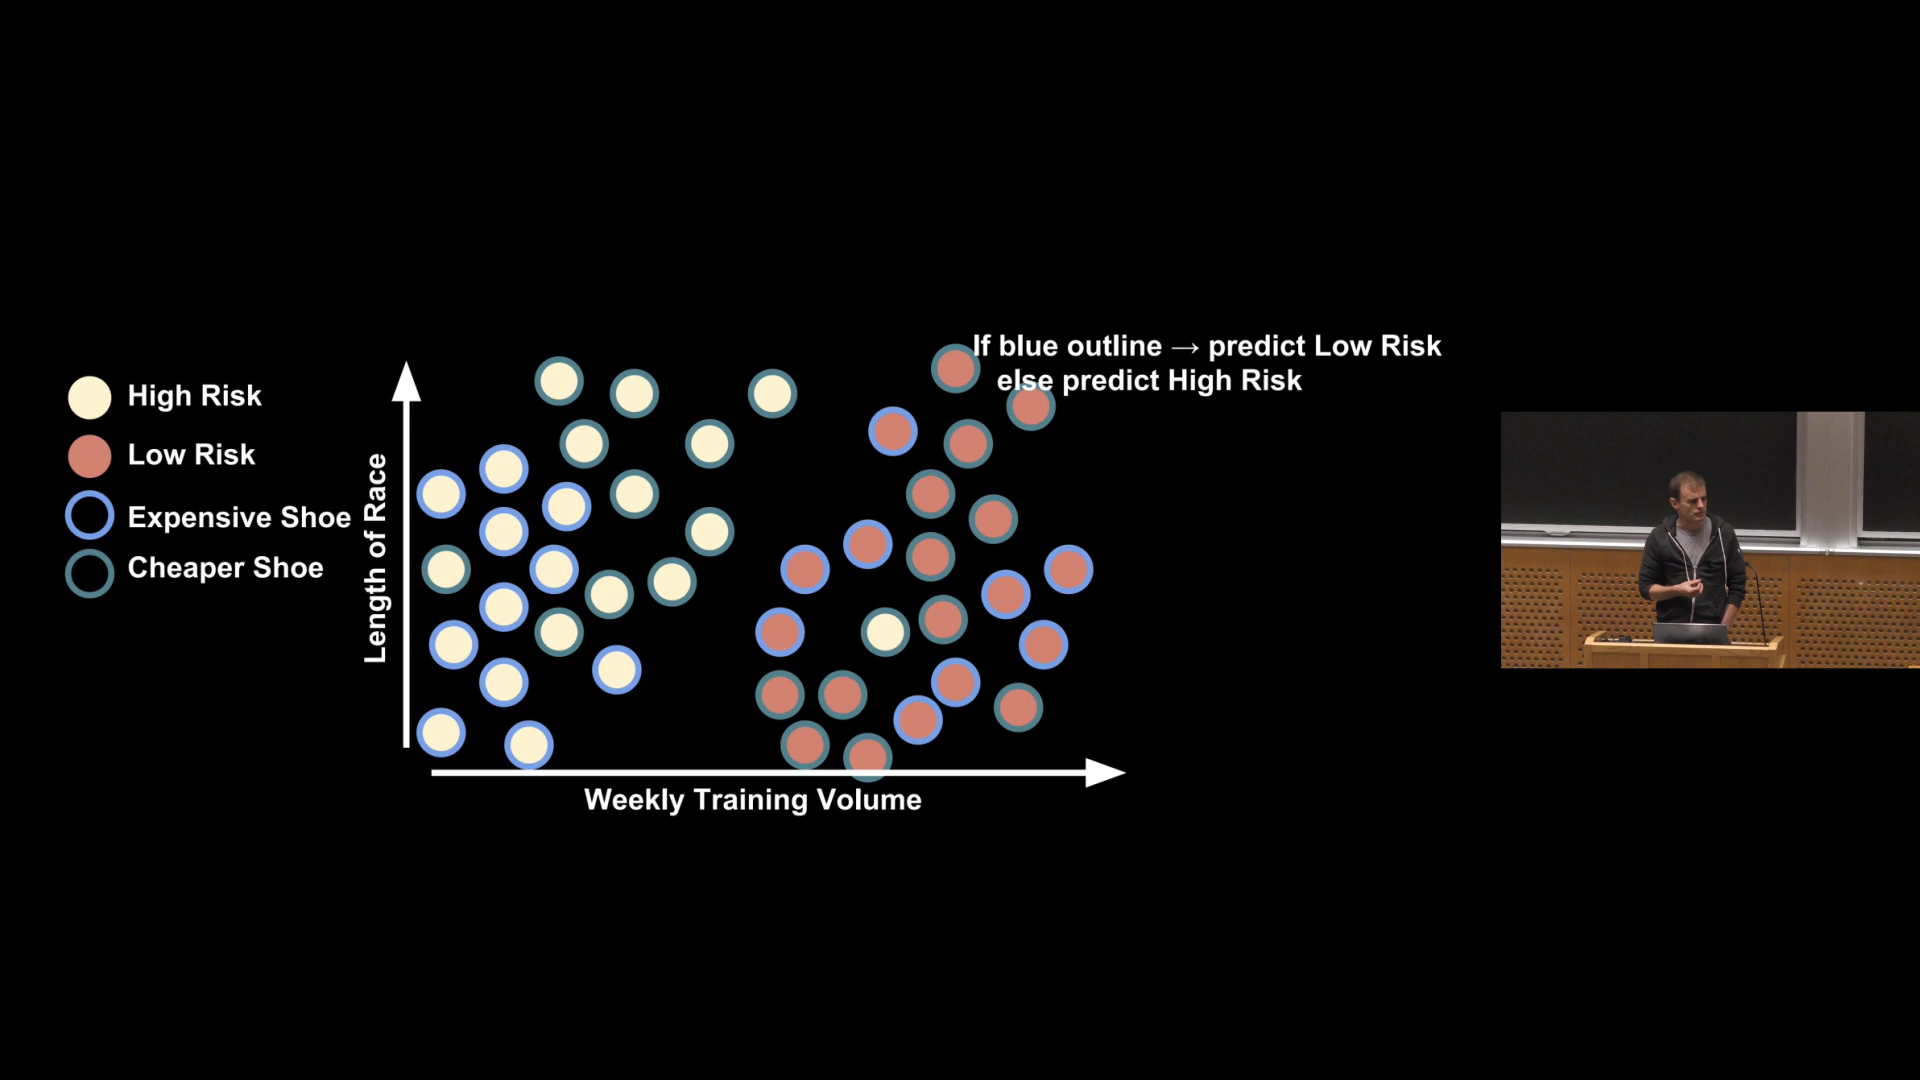 If blue outline → predict Low Risk
else predict High Risk
High Risk
Low Risk
Expensive Shoe
Cheaper Shoe
Length of Race
Weekly Training Volume